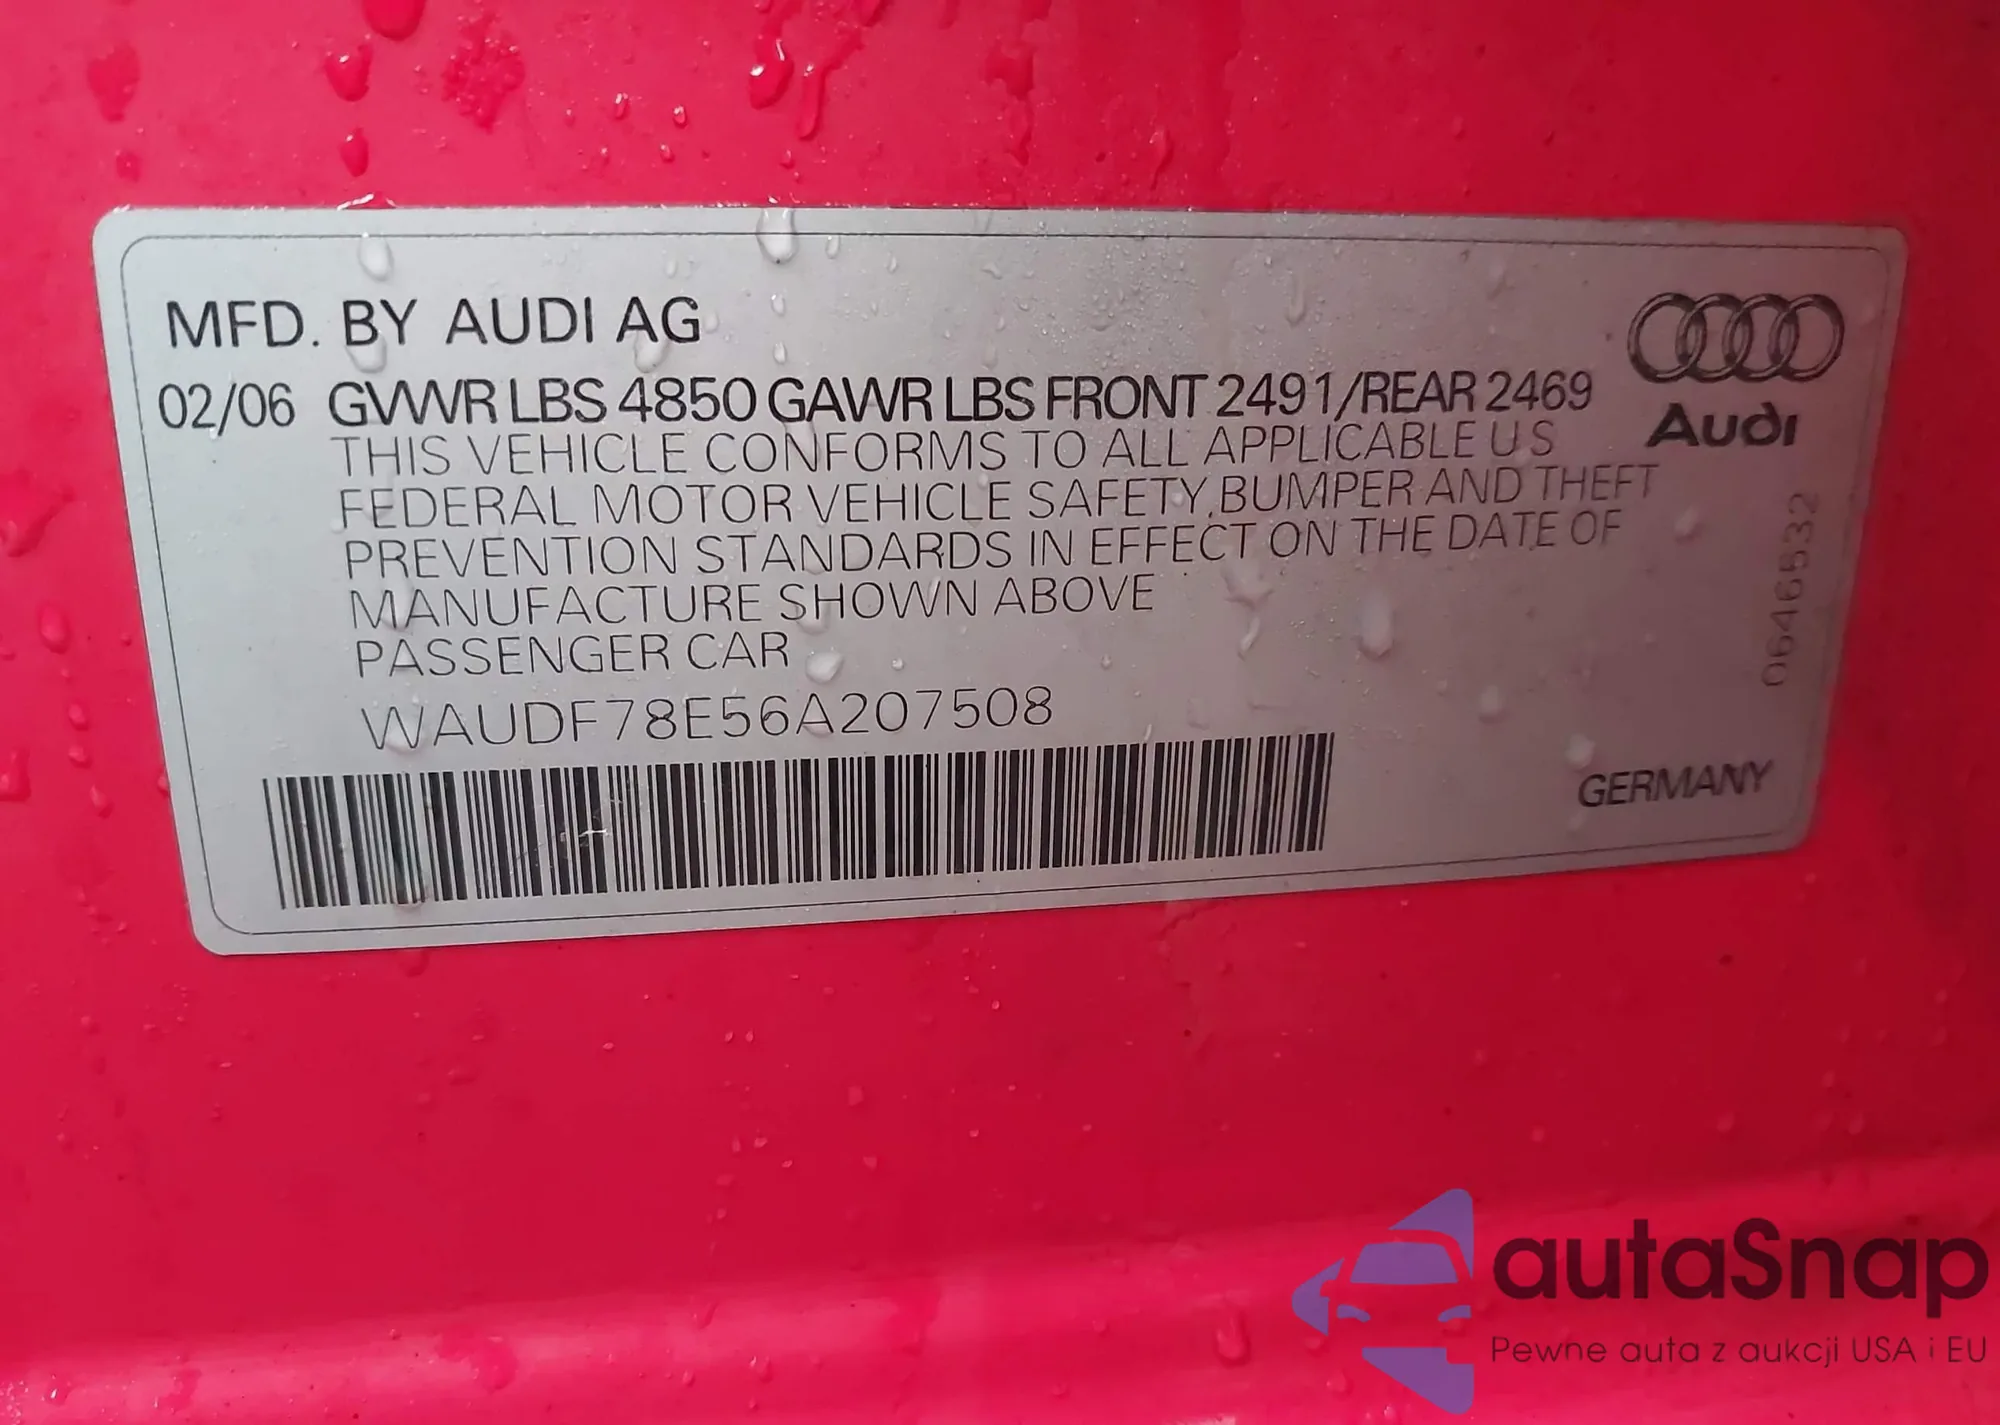 MFD. BY AUDI AG
02/06 GVWR LBS 4850 GAWR LBS FRONT 2491/REAR 2469
THIS VEHICLE CONFORMS TO ALL APPLICABLE U S
FEDERAL MOTOR VEHICLE SAFETY, BUMPER AND THEFT
PREVENTION STANDARDS IN EFFECT ON THE DATE OF
MANUFACTURE SHOWN ABOVE
PASSENGER CAR
WAUDF78E56A207508
Audi
0646532
GERMANY
autaSnap
Pewne auta z aukcji USA i EU